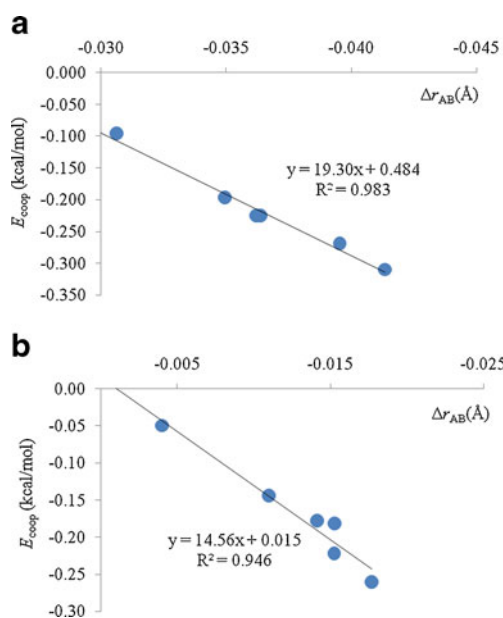 a
-0.030 -0.035 -0.040 -0.045
0.000
-0.050
-0.100
-0.150
-0.200
-0.250
-0.300
-0.350
E_coop (kcal/mol)
Δr_AB(Å)
y = 19.30x + 0.484
R² = 0.983
b
-0.005 -0.015 -0.025
0.00
-0.05
-0.10
-0.15
-0.20
-0.25
-0.30
E_coop (kcal/mol)
Δr_AB(Å)
y = 14.56x + 0.015
R² = 0.946